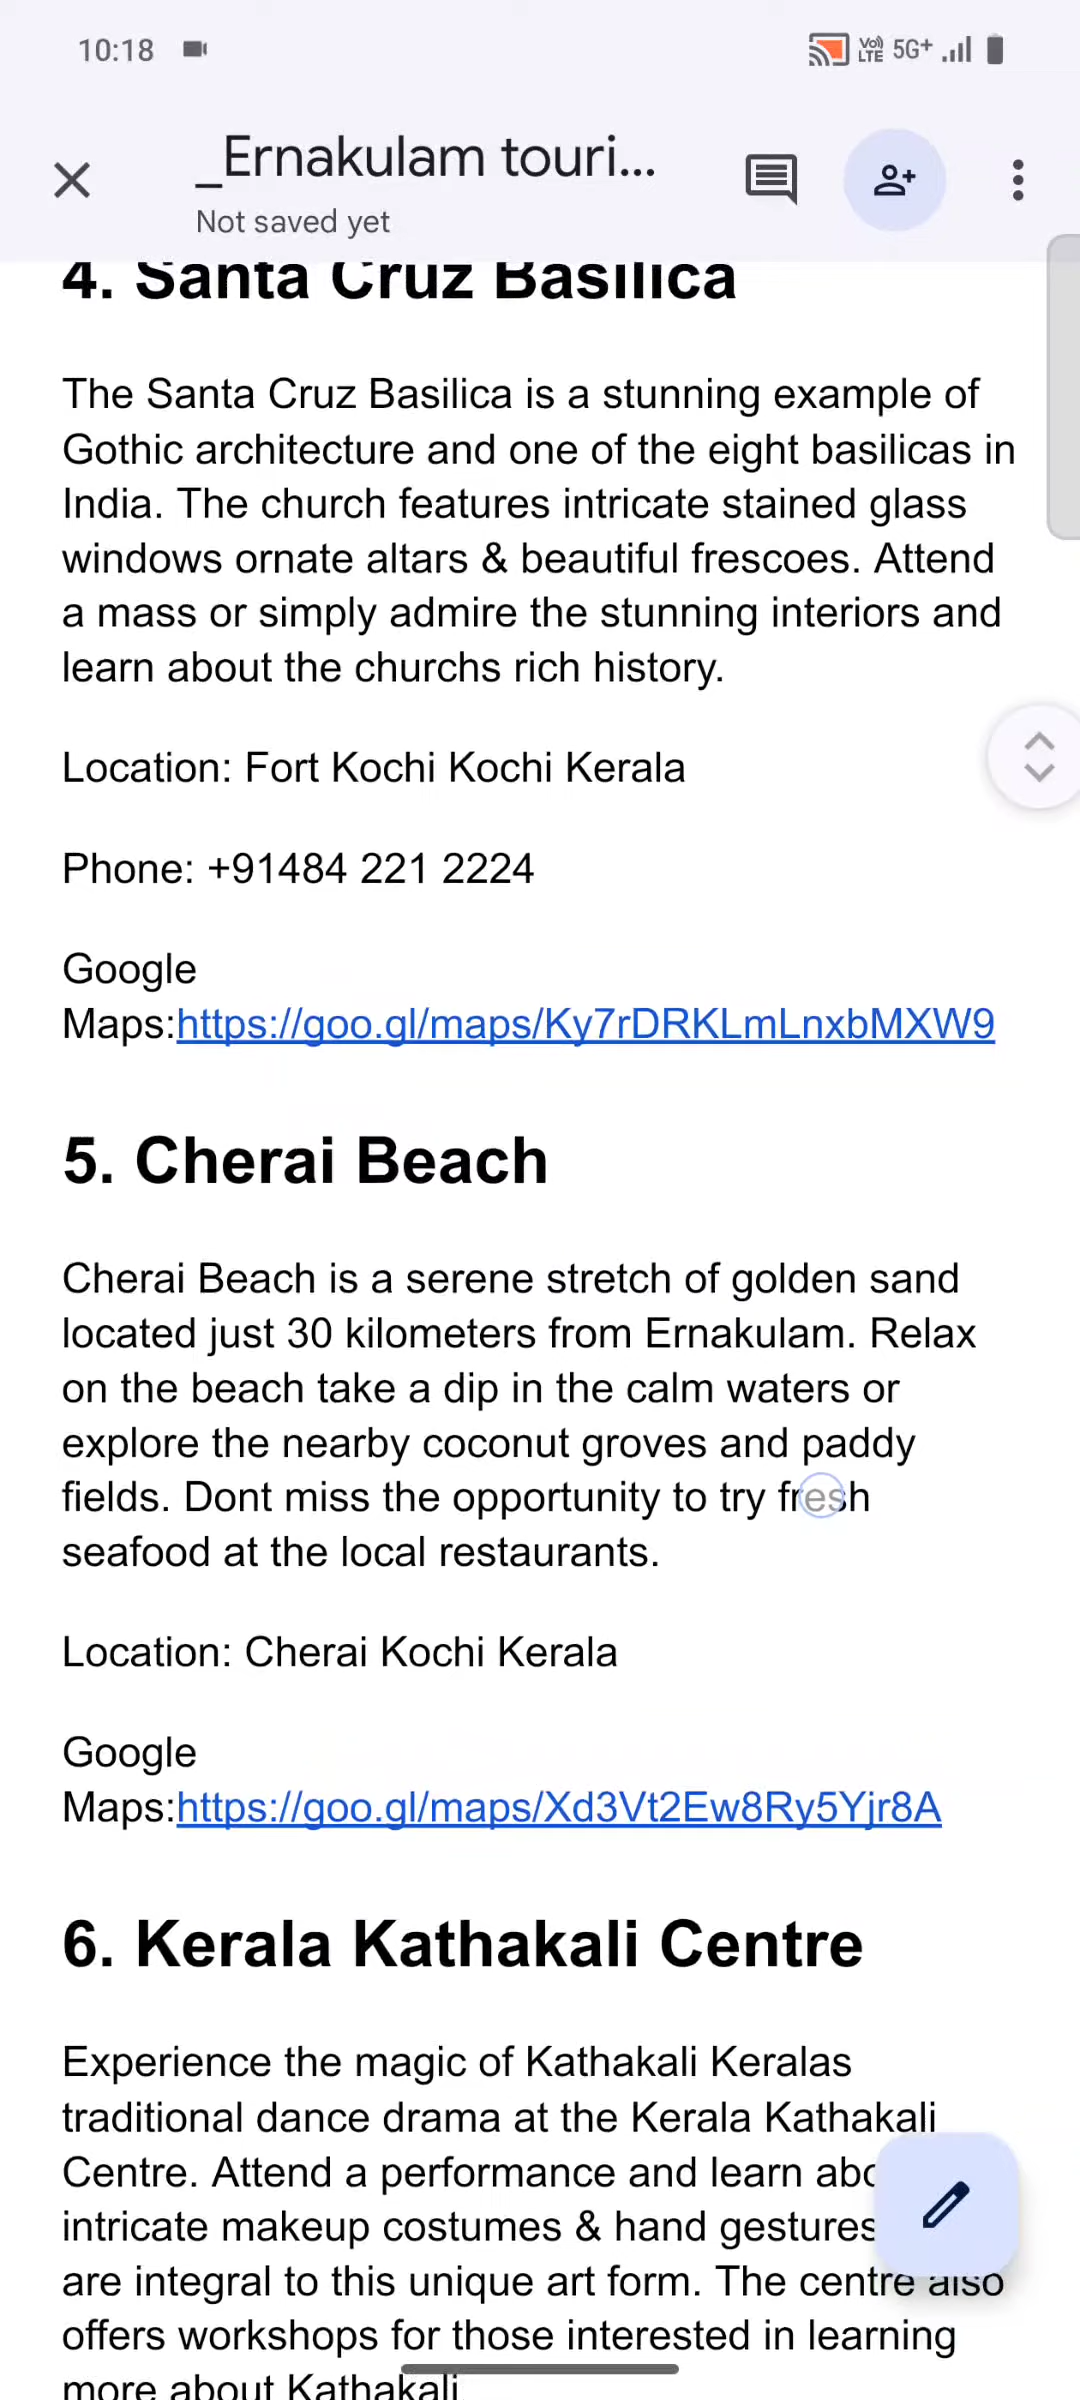 10:18
Vo)) LTE 5G+
_Ernakulam touri...
Not saved yet
4. Santa Cruz Basilica
The Santa Cruz Basilica is a stunning example of
Gothic architecture and one of the eight basilicas in
India. The church features intricate stained glass
windows ornate altars & beautiful frescoes. Attend
a mass or simply admire the stunning interiors and
learn about the churchs rich history.
Location: Fort Kochi Kochi Kerala
Phone: +91484 221 2224
Google
Maps:https://goo.gl/maps/Ky7rDRKLmLnxbMXW9
5. Cherai Beach
Cherai Beach is a serene stretch of golden sand
located just 30 kilometers from Ernakulam. Relax
on the beach take a dip in the calm waters or
explore the nearby coconut groves and paddy
fields. Dont miss the opportunity to try fresh
seafood at the local restaurants.
Location: Cherai Kochi Kerala
Google
Maps:https://goo.gl/maps/Xd3Vt2Ew8Ry5Yjr8A
6. Kerala Kathakali Centre
Experience the magic of Kathakali Keralas
traditional dance drama at the Kerala Kathakali
Centre. Attend a performance and learn
intricate makeup costumes & hand gestures
are integral to this unique art form. The centre also
offers workshops for those interested in learning
more about Kathakali